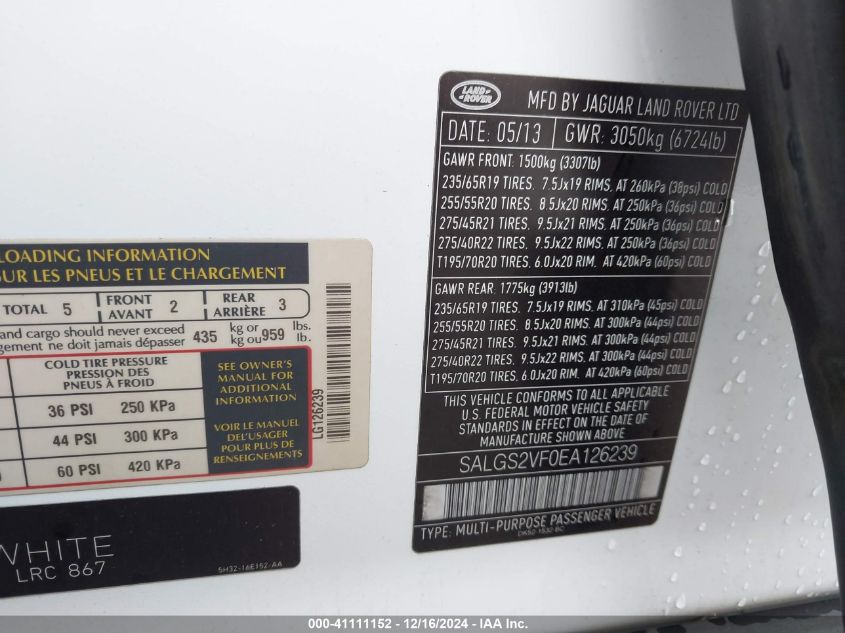 LAND ROVER
MFD BY JAGUAR LAND ROVER LTD
DATE: 05/13 GWR: 3050kg (6724lb)
GAWR FRONT: 1500kg (3307lb)
235/65R19 TIRES. 7.5Jx19 RIMS. AT 260kPa (38psi) COLD
255/55R20 TIRES. 8.5Jx20 RIMS. AT 250kPa (36psi) COLD
275/45R21 TIRES. 9.5Jx21 RIMS. AT 250kPa (36psi) COLD
275/40R22 TIRES. 9.5Jx22 RIMS. AT 250kPa (36psi) COLD
T195/70R20 TIRES. 6.0Jx20 RIM. AT 420kPa (60psi) COLD
GAWR REAR: 1775kg (3913lb)
235/65R19 TIRES. 7.5Jx19 RIMS. AT 310kPa (45psi) COLD
255/55R20 TIRES. 8.5Jx20 RIMS. AT 300kPa (44psi) COLD
275/45R21 TIRES. 9.5Jx21 RIMS. AT 300kPa (44psi) COLD
275/40R22 TIRES. 9.5Jx22 RIMS. AT 300kPa (44psi) COLD
T195/70R20 TIRES. 6.0Jx20 RIM. AT 420kPa (60psi) COLD
THIS VEHICLE CONFORMS TO ALL APPLICABLE
U.S. FEDERAL MOTOR VEHICLE SAFETY
STANDARDS IN EFFECT ON THE DATE OF
MANUFACTURE SHOWN ABOVE
SALGS2VF0EA126239
TYPE: MULTI-PURPOSE PASSENGER VEHICLE
LOADING INFORMATION
SUR LES PNEUS ET LE CHARGEMENT
TOTAL 5 FRONT AVANT 2 REAR ARRIÈRE 3
and cargo should never exceed 435 kg or 959 lbs.
gement ne doit jamais dépasser kg ou lb.
COLD TIRE PRESSURE
PRESSION DES
PNEUS À FROID
36 PSI 250 KPa
44 PSI 300 KPa
60 PSI 420 KPa
SEE OWNER'S
MANUAL FOR
ADDITIONAL
INFORMATION
VOIR LE MANUEL
DE L'USAGER
POUR PLUS DE
RENSEIGNEMENTS
LG126239
WHITE
LRC 867
5H32-16E152-AA
000-41111152 - 12/16/2024 - SALVAGE INC.